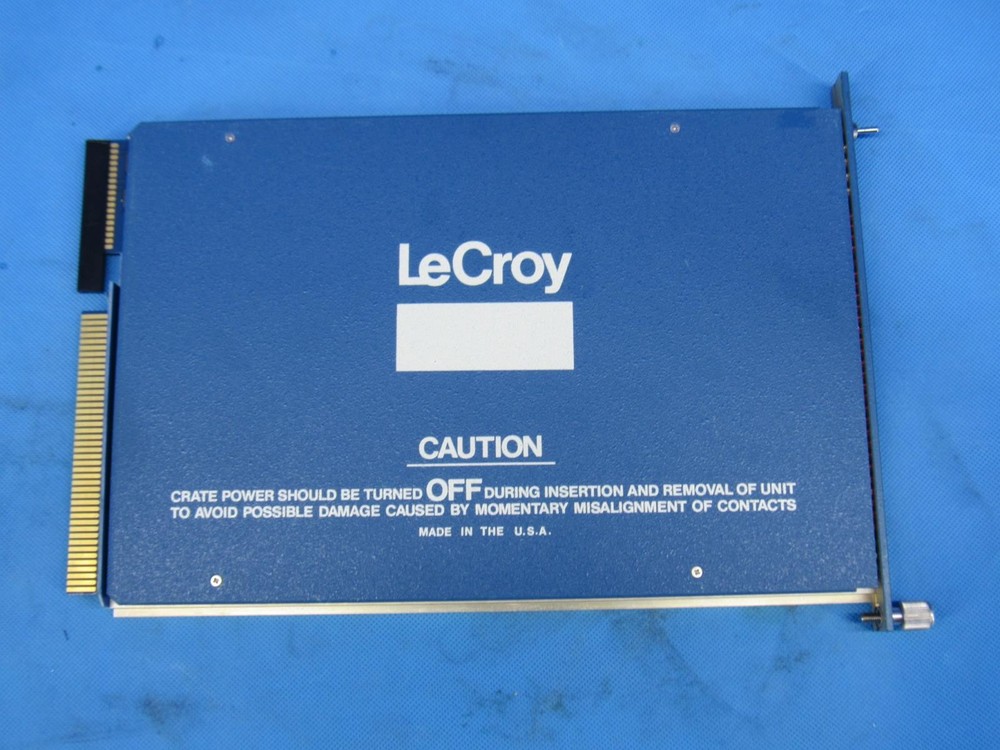 LeCroy
CAUTION
CRATE POWER SHOULD BE TURNED OFF DURING INSERTION AND REMOVAL OF UNIT
TO AVOID POSSIBLE DAMAGE CAUSED BY MOMENTARY MISALIGNMENT OF CONTACTS
MADE IN THE U.S.A.